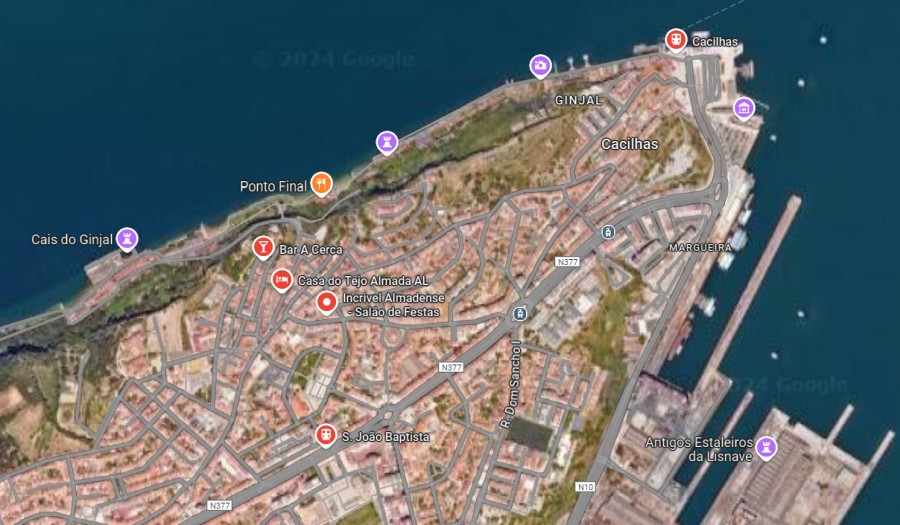 © 2024 Google
Cacilhas
GINJAL
Cacilhas
Ponto Final
Cais do Ginjal
Bar A Cerca
MARGUEIRA
N377
Casa do Tejo Almada AL
Incrivel Almadense
- Salão de Festas
N377
R. Dom Sancho I
2024 Google
S. João Baptista
Antigos Estaleiros
da Lisnave
N10
N377